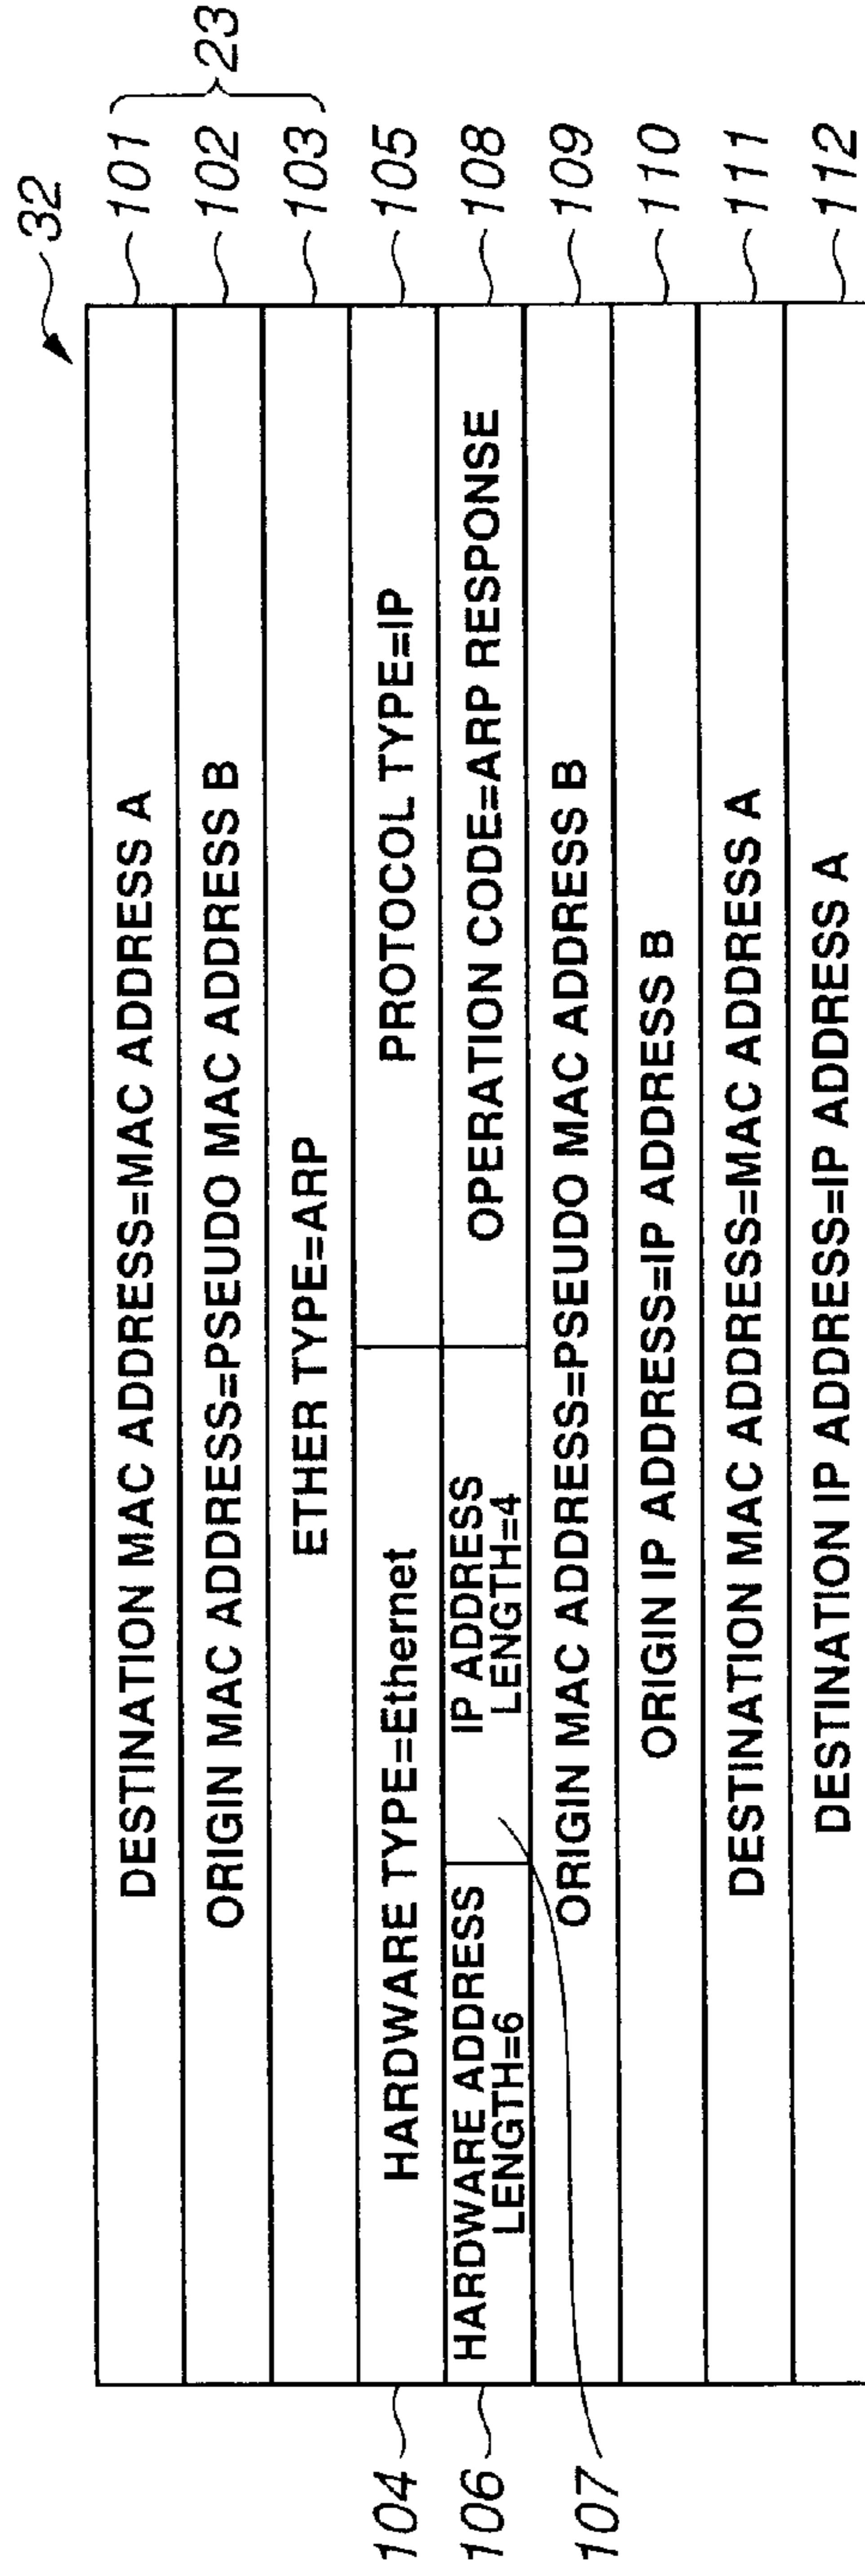 32
DESTINATION MAC ADDRESS=MAC ADDRESS A
101
ORIGIN MAC ADDRESS=PSEUDO MAC ADDRESS B
102
23
ETHER TYPE=ARP
103
104
HARDWARE TYPE=Ethernet
PROTOCOL TYPE=IP
105
106
HARDWARE ADDRESS
LENGTH=6
IP ADDRESS
LENGTH=4
OPERATION CODE=ARP RESPONSE
108
107
ORIGIN MAC ADDRESS=PSEUDO MAC ADDRESS B
109
ORIGIN IP ADDRESS=IP ADDRESS B
110
DESTINATION MAC ADDRESS=MAC ADDRESS A
111
DESTINATION IP ADDRESS=IP ADDRESS A
112